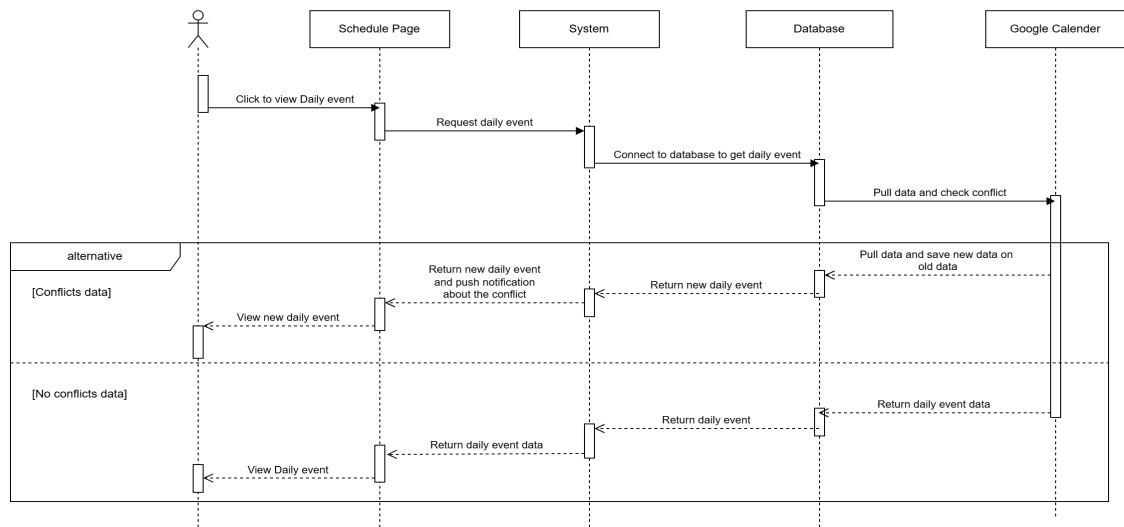 Schedule Page
System
Database
Google Calender
Click to view Daily event
Request daily event
Connect to database to get daily event
Pull data and check conflict
alternative
[Conflicts data]
Pull data and save new data on
old data
Return new daily event
Return new daily event
and push notification
about the conflict
View new daily event
[No conflicts data]
Return daily event data
Return daily event
Return daily event data
View Daily event